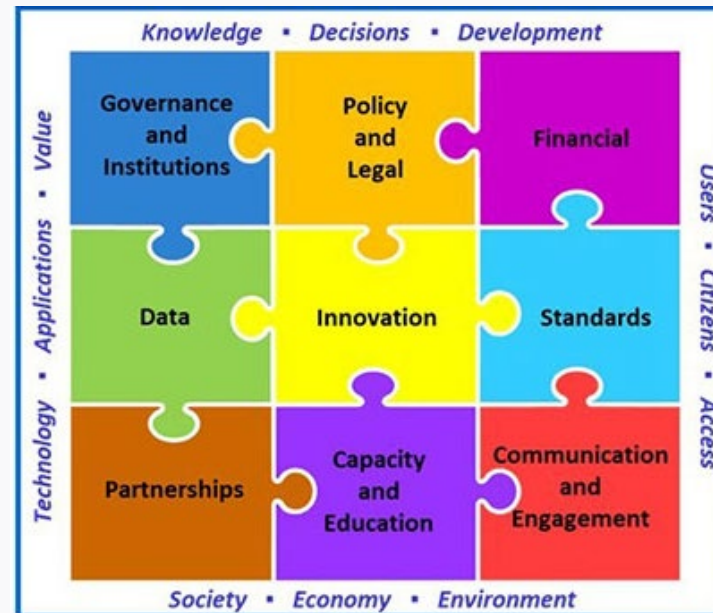 Knowledge ▪ Decisions ▪ Development
Technology ▪ Applications ▪ Value
Governance
and
Institutions
Policy
and
Legal
Financial
Data
Innovation
Standards
Partnerships
Capacity
and
Education
Communication
and
Engagement
Users ▪ Citizens ▪ Access
Society ▪ Economy ▪ Environment